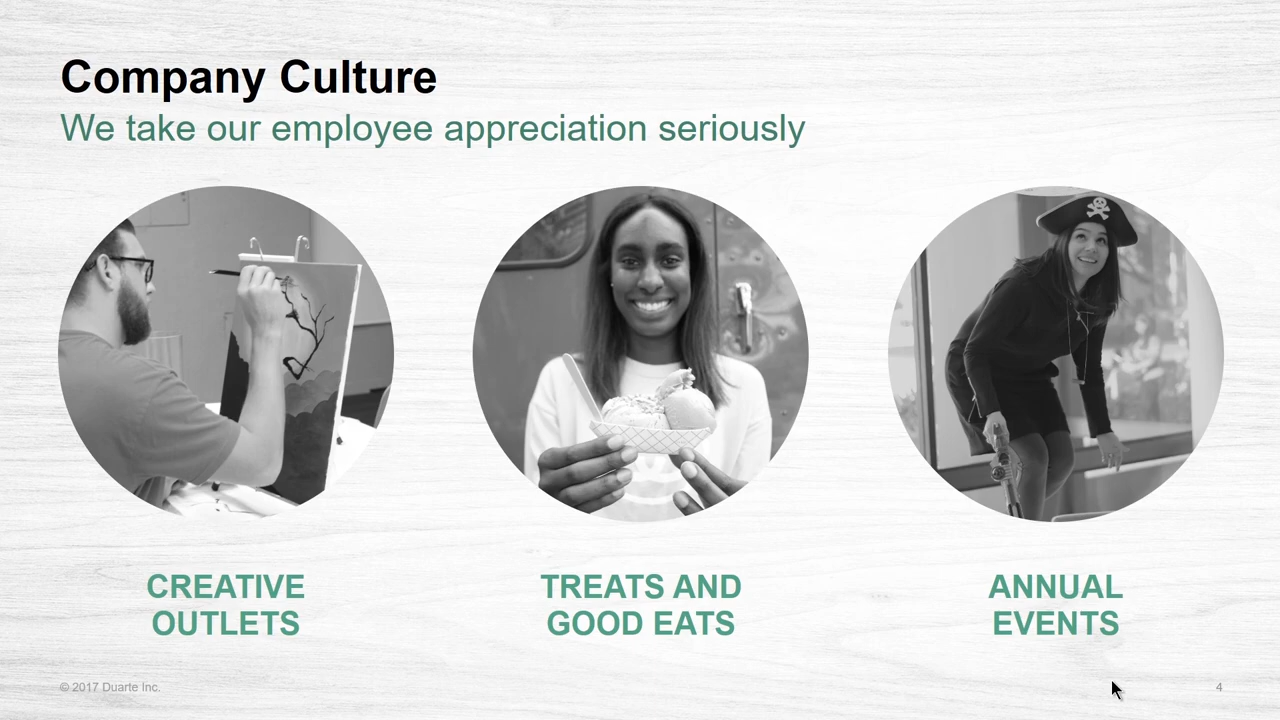 Company Culture
We take our employee appreciation seriously
CREATIVE
OUTLETS
TREATS AND
GOOD EATS
ANNUAL
EVENTS
© 2017 Duarte Inc.
4